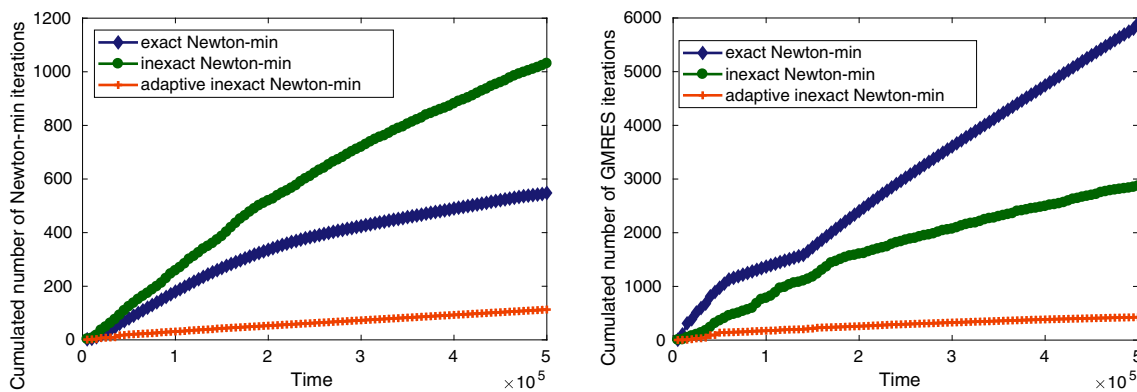 Cumulated number of Newton-min iterations
1200
1000
800
600
400
200
0
exact Newton-min
inexact Newton-min
adaptive inexact Newton-min
0 1 2 3 4 5
Time
×10^5
Cumulated number of GMRES iterations
6000
5000
4000
3000
2000
1000
0
exact Newton-min
inexact Newton-min
adaptive inexact Newton-min
0 1 2 3 4 5
Time
×10^5